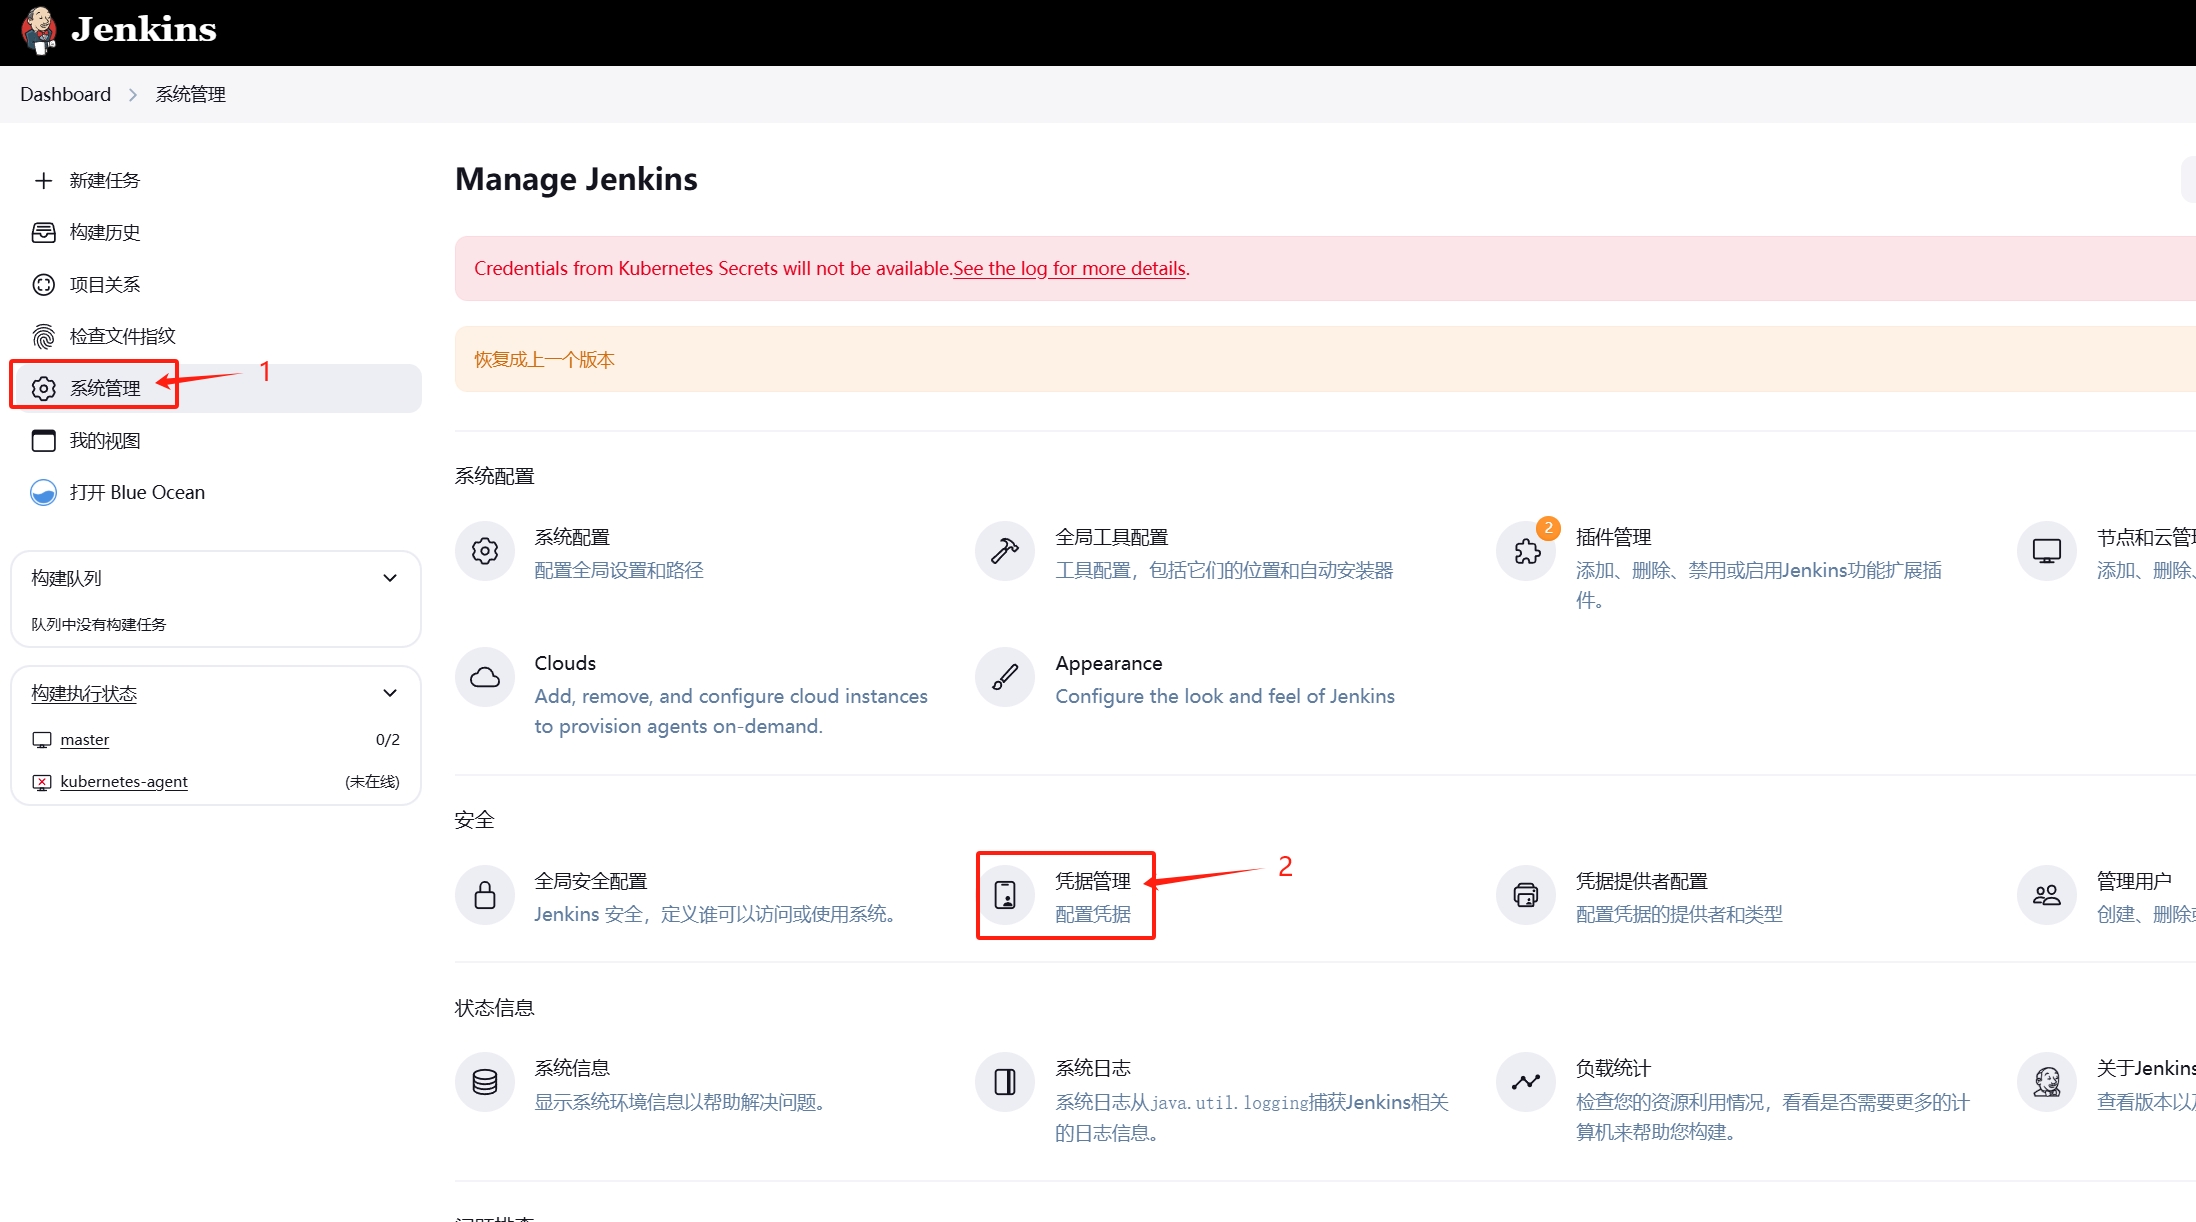 Jenkins
Dashboard
系统管理
新建任务
构建历史
项目关系
检查文件指纹
系统管理
1
我的视图
打开 Blue Ocean
构建队列
队列中没有构建任务
构建执行状态
master
0/2
kubernetes-agent
(未在线)
Manage Jenkins
Credentials from Kubernetes Secrets will not be available.See the log for more details.
恢复成上一个版本
系统配置
系统配置
配置全局设置和路径
全局工具配置
工具配置，包括它们的位置和自动安装器
2
插件管理
添加、删除、禁用或启用Jenkins功能扩展插
件。
节点和云管
添加、删除、
Clouds
Add, remove, and configure cloud instances
to provision agents on-demand.
Appearance
Configure the look and feel of Jenkins
安全
全局安全配置
Jenkins 安全，定义谁可以访问或使用系统。
凭据管理
配置凭据
2
凭据提供者配置
配置凭据的提供者和类型
管理用户
创建、删除
状态信息
系统信息
显示系统环境信息以帮助解决问题。
系统日志
系统日志从java.util.logging捕获Jenkins相关
的日志信息。
负载统计
检查您的资源利用情况，看看是否需要更多的计
算机来帮助您构建。
关于Jenkins
查看版本以